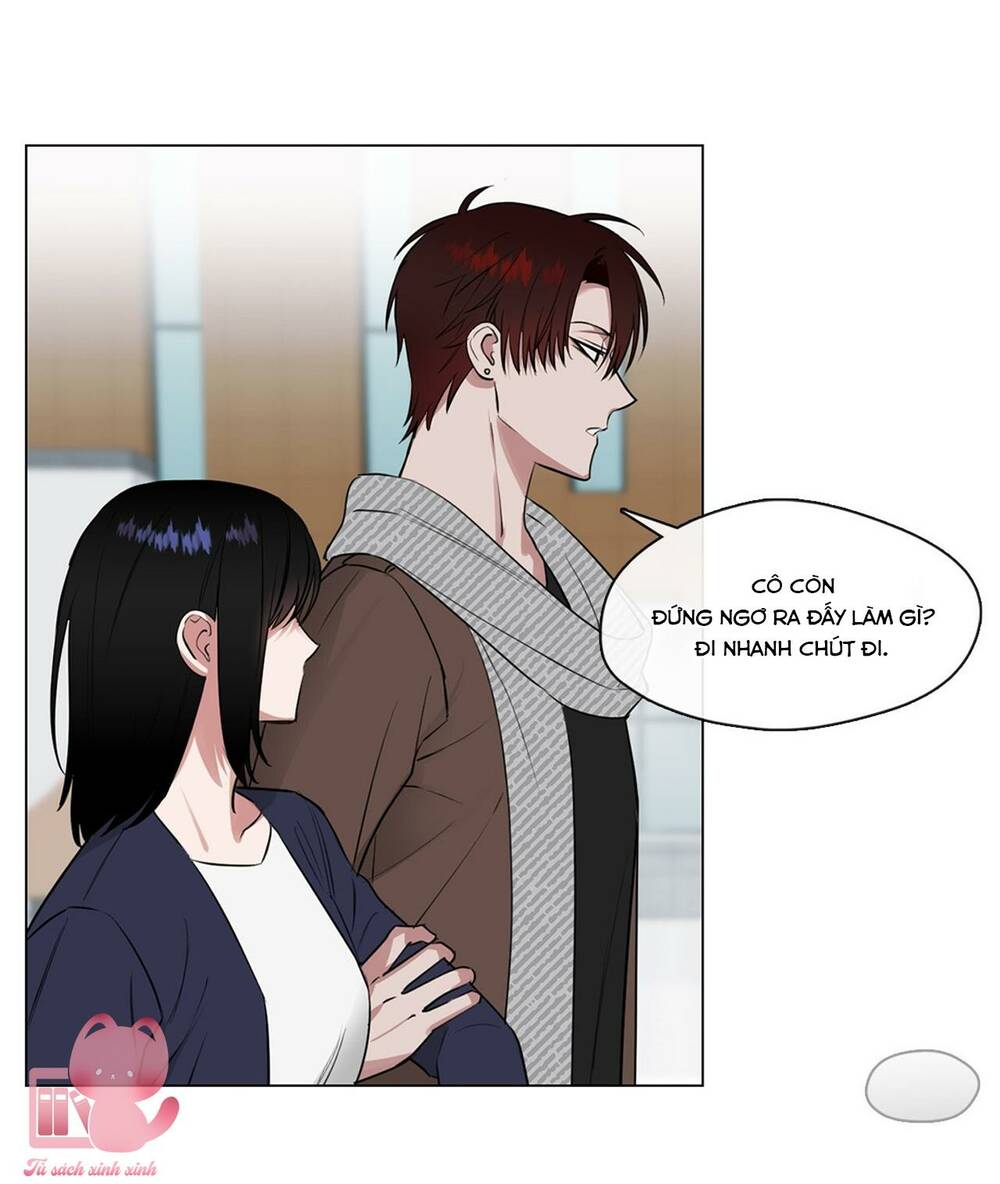 CÔ CÒN
ĐỨNG NGƠ RA ĐẤY LÀM GÌ?
ĐI NHANH CHÚT ĐI.
Tủ sách xinh xinh